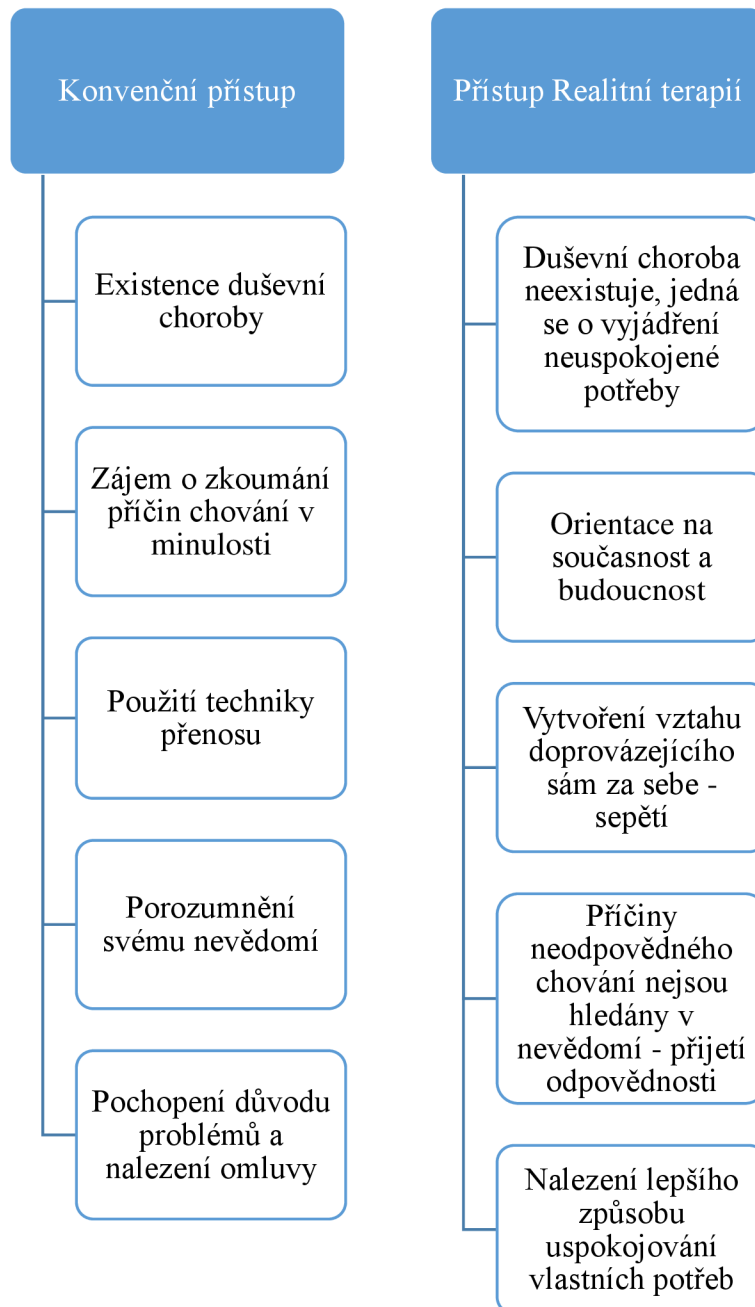 Konvenční přístup
Existence duševní
choroby
Zájem o zkoumání
příčin chování v
minulosti
Použití techniky
přenosu
Porozumnění
svému nevědomí
Pochopení důvodu
problémů a
nalezení omluvy
Přístup Realitní terapií
Duševní choroba
neexistuje, jedná
se o vyjádření
neuspokojené
potřeby
Orientace na
současnost a
budoucnost
Vytvoření vztahu
doprovázejícího
sám za sebe -
sepětí
Příčiny
neodpovědného
chování nejsou
hledány v
nevědomí - přijetí
odpovědnosti
Nalezení lepšího
způsobu
uspokojování
vlastních potřeb